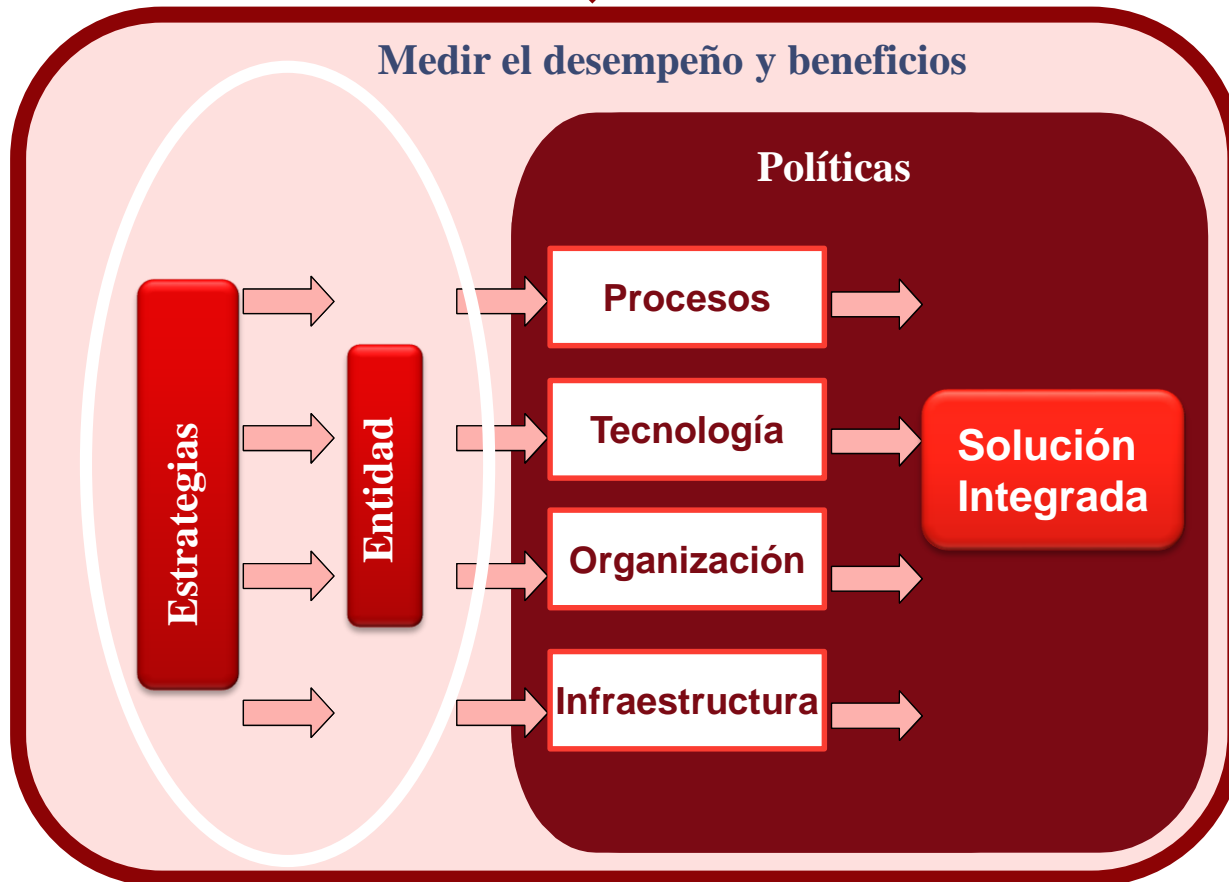 Medir el desempeño y beneficios
Políticas
Estrategias
Entidad
Procesos
Tecnología
Organización
Infraestructura
Solución
Integrada